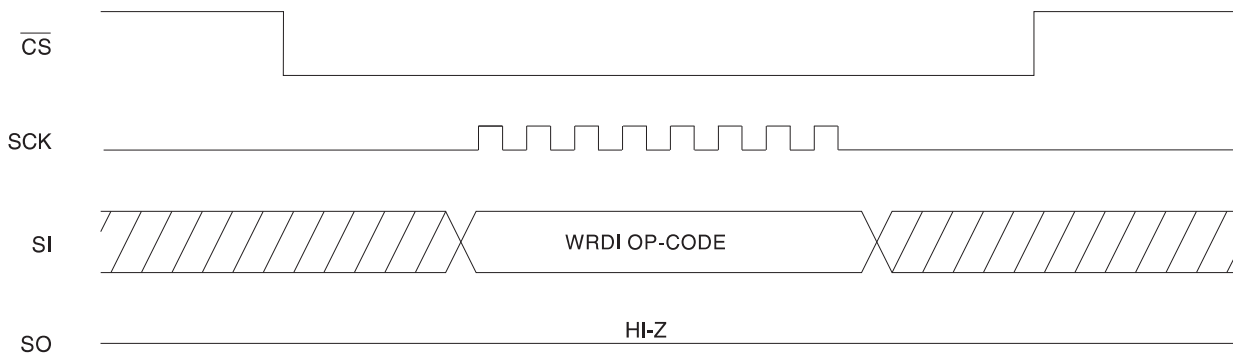 CS
SCK
SI
WRDI OP-CODE
HI-Z
SO